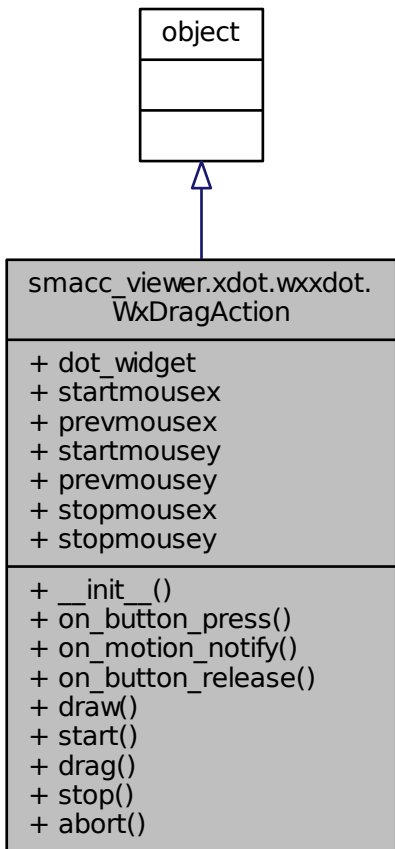 object
smacc_viewer.xdot.wxxdot.
WxDragAction
+ dot_widget
+ startmousex
+ prevmousex
+ startmousey
+ prevmousey
+ stopmousex
+ stopmousey
+ __init__()
+ on_button_press()
+ on_motion_notify()
+ on_button_release()
+ draw()
+ start()
+ drag()
+ stop()
+ abort()